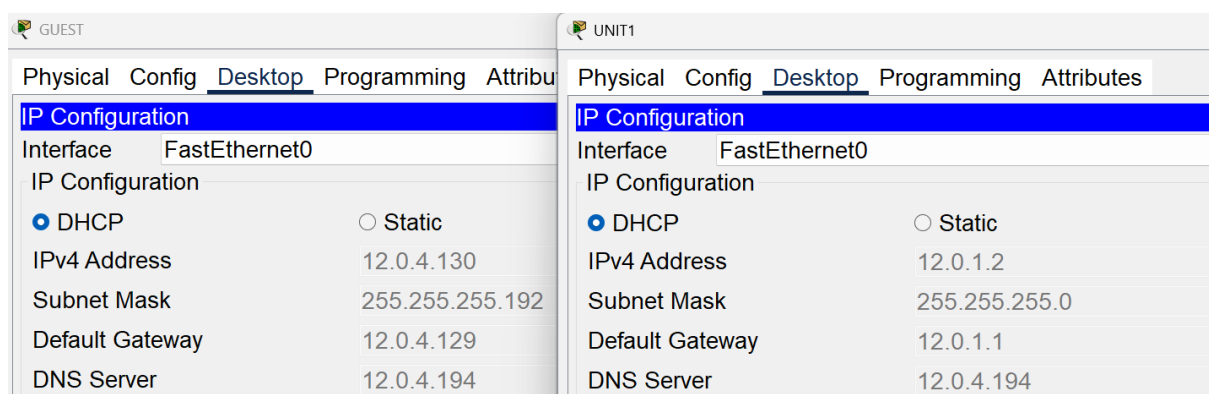 GUEST
Physical Config Desktop Programming Attribu
IP Configuration
Interface FastEthernet0
IP Configuration
DHCP Static
IPv4 Address 12.0.4.130
Subnet Mask 255.255.255.192
Default Gateway 12.0.4.129
DNS Server 12.0.4.194
UNIT1
Physical Config Desktop Programming Attributes
IP Configuration
Interface FastEthernet0
IP Configuration
DHCP Static
IPv4 Address 12.0.1.2
Subnet Mask 255.255.255.0
Default Gateway 12.0.1.1
DNS Server 12.0.4.194